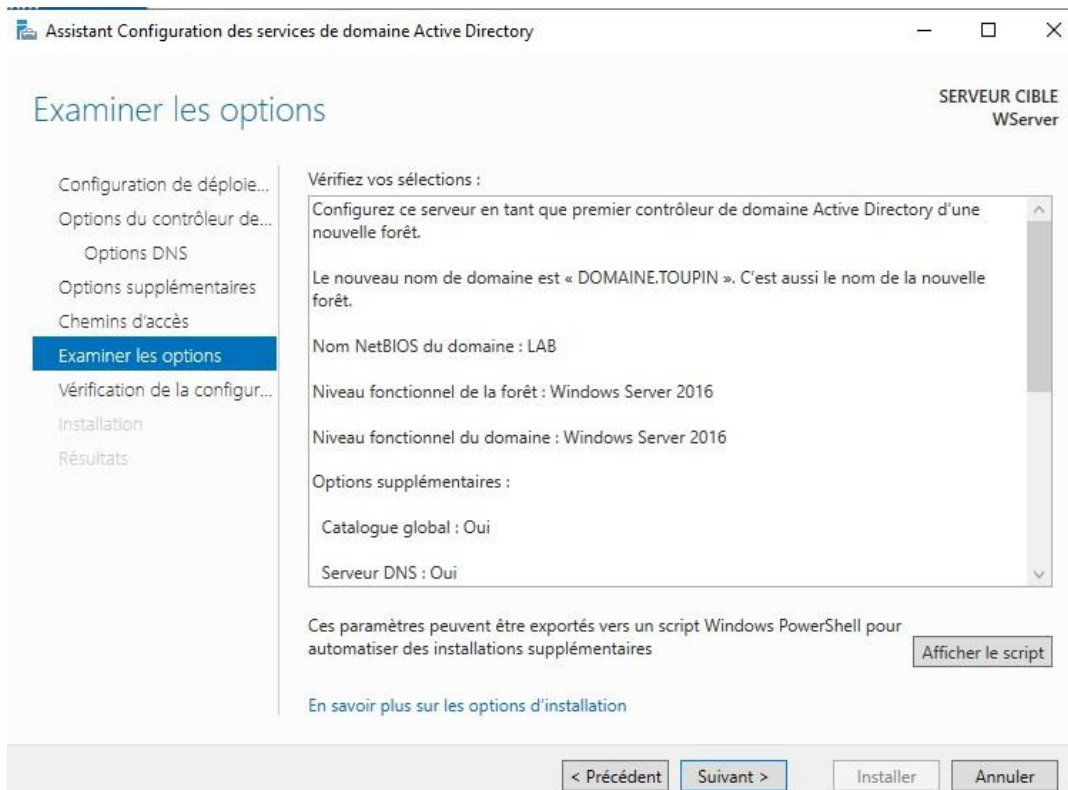 Assistant Configuration des services de domaine Active Directory
Examiner les options
SERVEUR CIBLE
WServer
Configuration de déploie...
Options du contrôleur de...
Options DNS
Options supplémentaires
Chemins d'accès
Examiner les options
Vérification de la configur...
Installation
Résultats
Vérifiez vos sélections :
Configurez ce serveur en tant que premier contrôleur de domaine Active Directory d'une
nouvelle forêt.
Le nouveau nom de domaine est « DOMAINE.TOUPIN ». C'est aussi le nom de la nouvelle
forêt.
Nom NetBIOS du domaine : LAB
Niveau fonctionnel de la forêt : Windows Server 2016
Niveau fonctionnel du domaine : Windows Server 2016
Options supplémentaires :
Catalogue global : Oui
Serveur DNS : Oui
Ces paramètres peuvent être exportés vers un script Windows PowerShell pour
automatiser des installations supplémentaires
Afficher le script
En savoir plus sur les options d'installation
< Précédent
Suivant >
Installer
Annuler